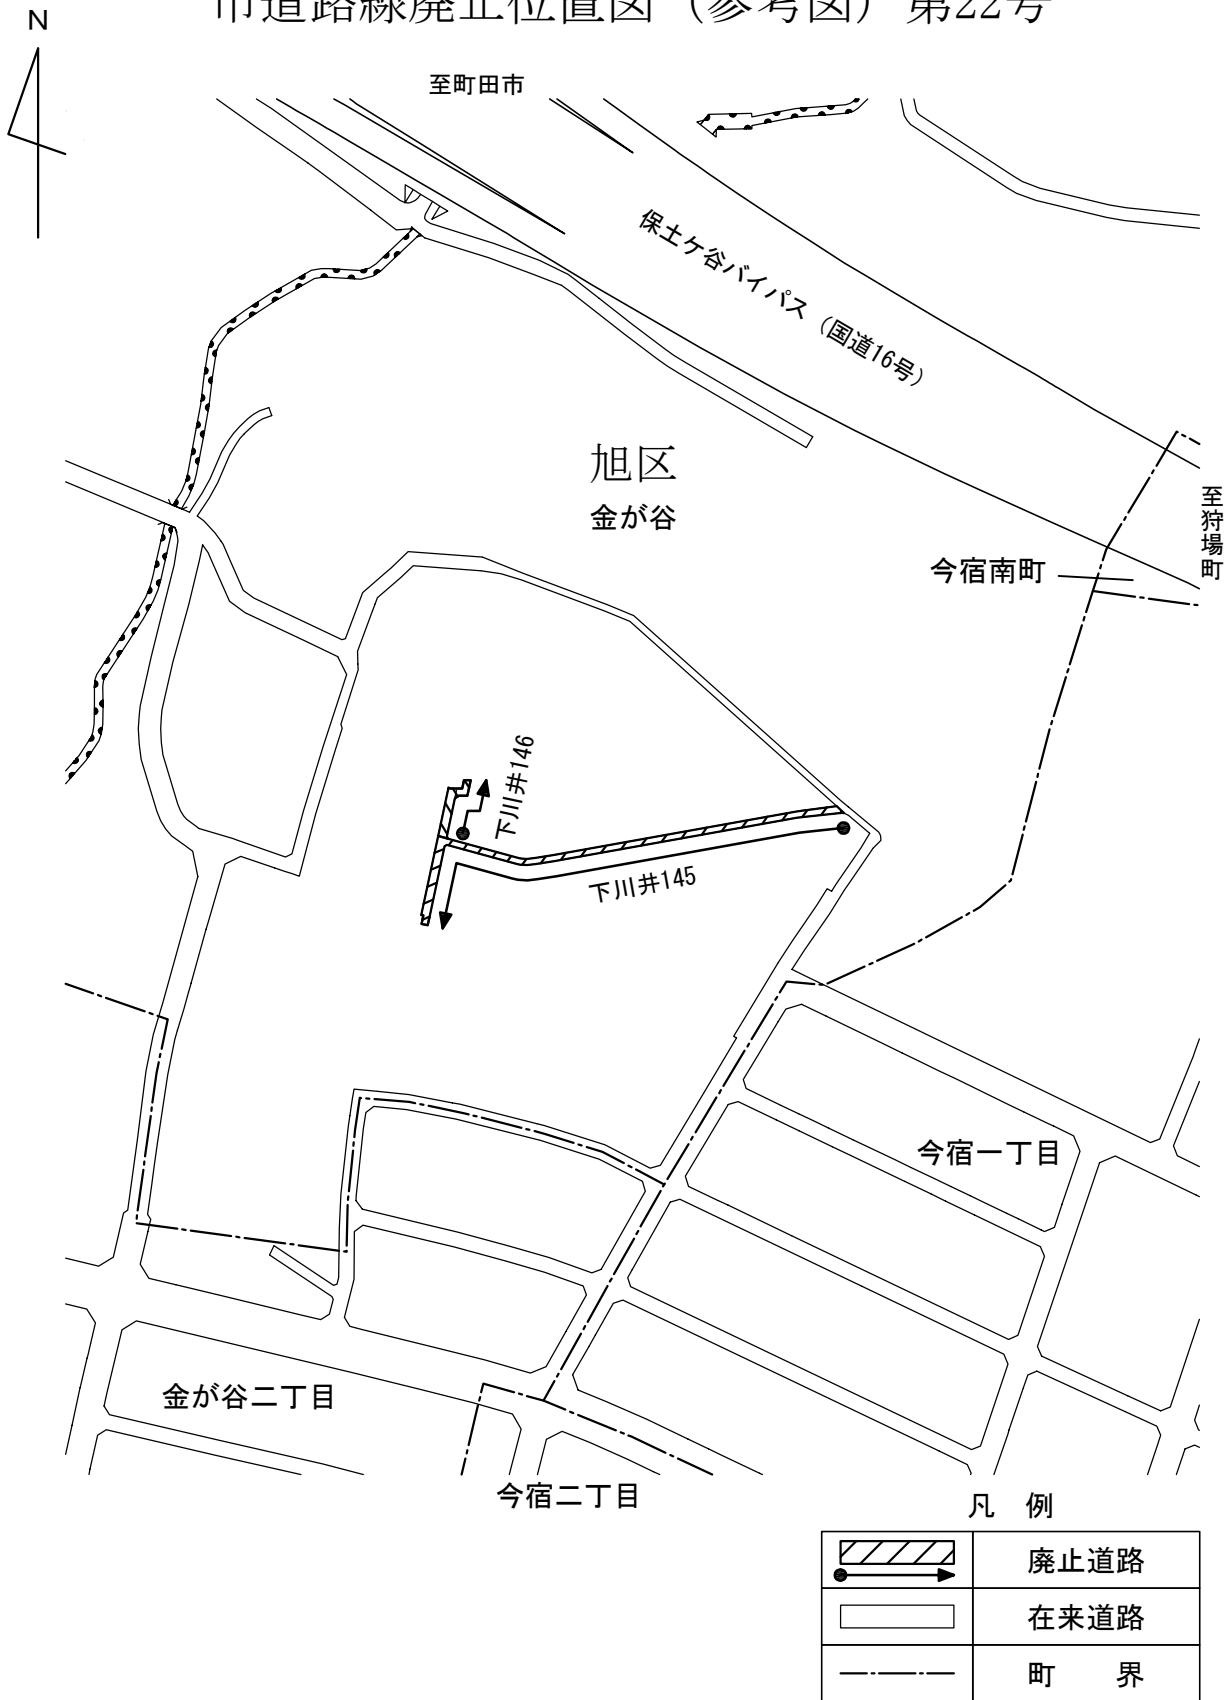 市道路線廃止位置図（参考図）第22号
N
至町田市
保土ケ谷バイパス（国道16号）
旭区
金が谷
至狩場町
今宿南町
下川井146
下川井145
今宿一丁目
金が谷二丁目
今宿二丁目
凡 例
廃止道路
在来道路
町 界